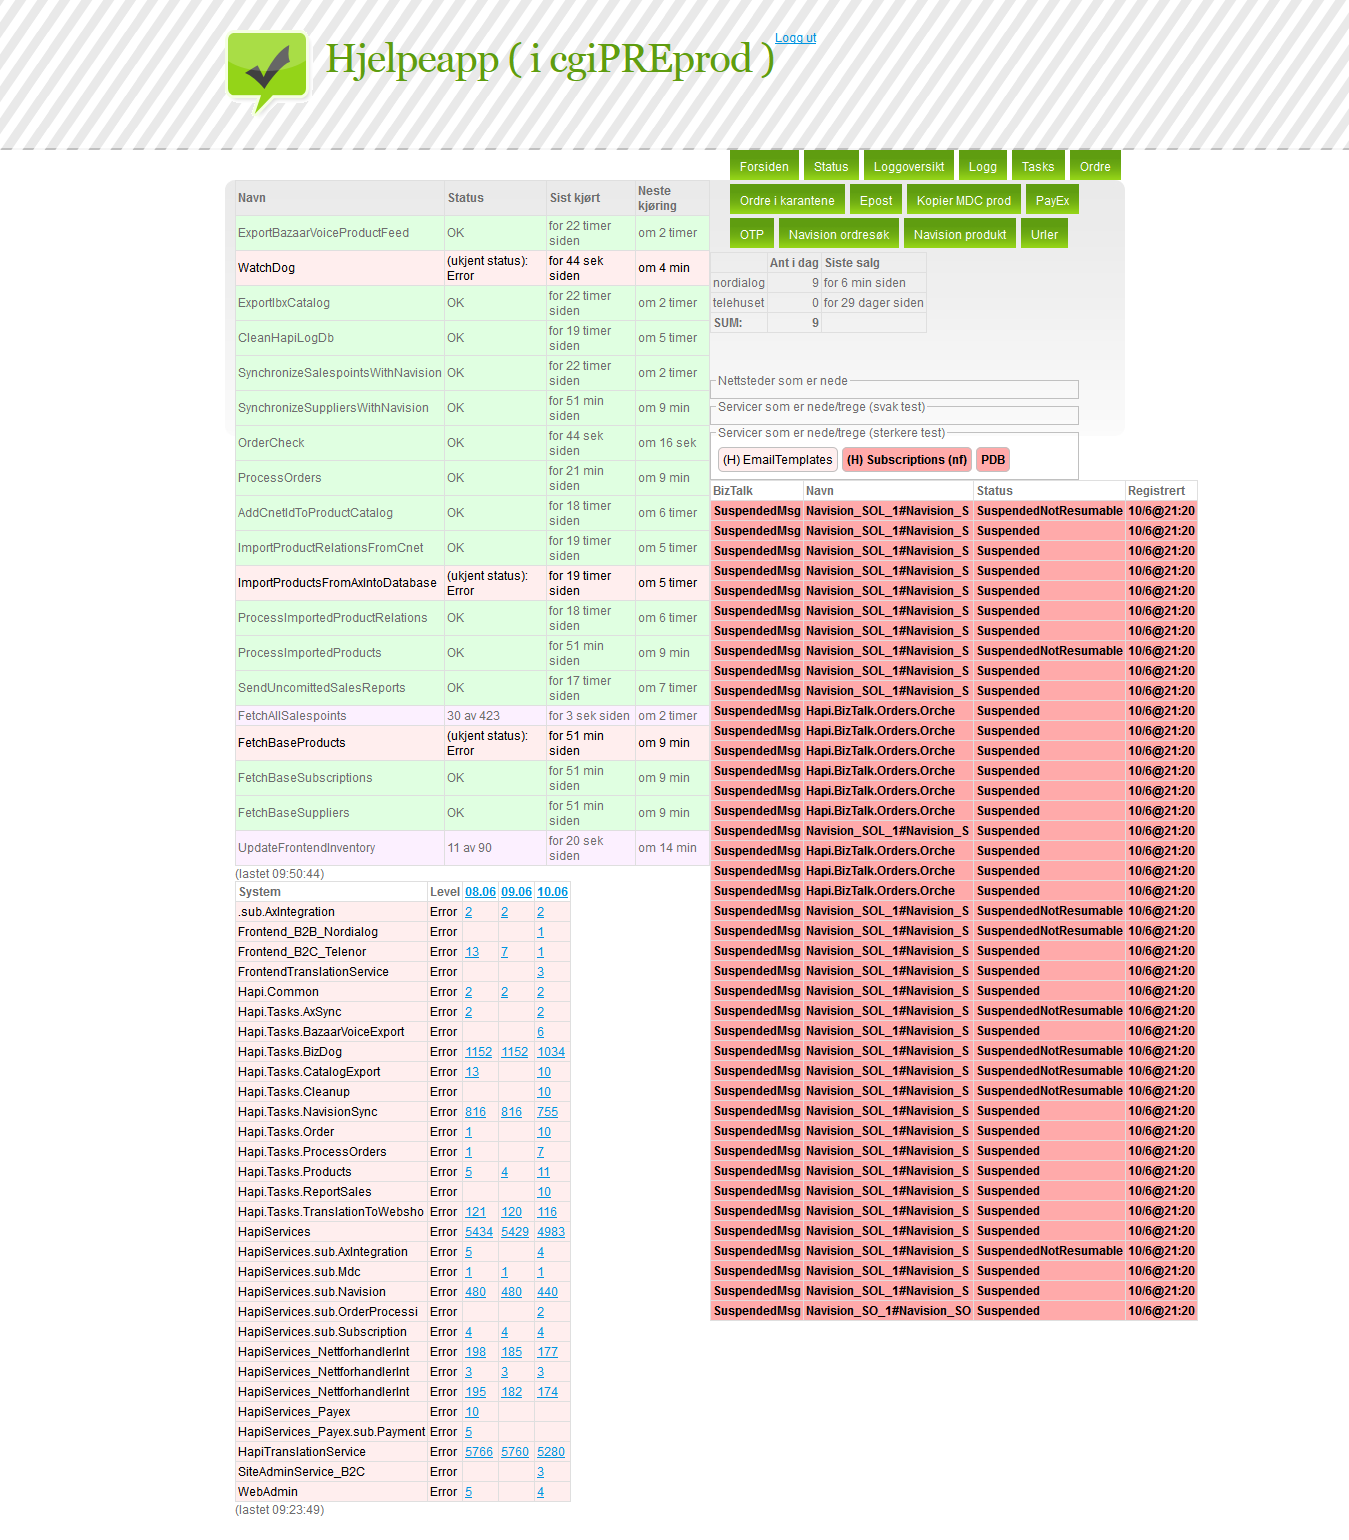 Hjelpeapp ( i cgiPREprod )
Logg ut
Forsiden Status Loggoversikt Logg Tasks Ordre
Ordre i karantene Epost Kopier MDC prod PayEx
OTP Navision ordresøk Navision produkt Urler
Navn Status Sist kjørt Neste kjøring
ExportBazaarVoiceProductFeed OK for 22 timer siden om 2 timer
WatchDog (ukjent status): Error for 44 sek siden om 4 min
ExportIbxCatalog OK for 22 timer siden om 2 timer
CleanHapiLogDb OK for 19 timer siden om 5 timer
SynchronizeSalespointsWithNavision OK for 22 timer siden om 2 timer
SynchronizeSuppliersWithNavision OK for 51 min siden om 9 min
OrderCheck OK for 44 sek siden om 16 sek
ProcessOrders OK for 21 min siden om 9 min
AddCnetIdToProductCatalog OK for 18 timer siden om 6 timer
ImportProductRelationsFromCnet OK for 19 timer siden om 5 timer
ImportProductsFromAxIntoDatabase (ukjent status): Error for 19 timer siden om 5 timer
ProcessImportedProductRelations OK for 18 timer siden om 6 timer
ProcessImportedProducts OK for 51 min siden om 9 min
SendUncomittedSalesReports OK for 17 timer siden om 7 timer
FetchAllSalespoints 30 av 423 for 3 sek siden om 2 timer
FetchBaseProducts (ukjent status): Error for 51 min siden om 9 min
FetchBaseSubscriptions OK for 51 min siden om 9 min
FetchBaseSuppliers OK for 51 min siden om 9 min
UpdateFrontendInventory 11 av 90 for 20 sek siden om 14 min
(lastet 09:50:44)
System Level 08.06 09.06 10.06
.sub.AxIntegration Error 2 2 2
Frontend_B2B_Nordialog Error 1
Frontend_B2C_Telenor Error 13 7 1
FrontendTranslationService Error 3
Hapi.Common Error 2 2 2
Hapi.Tasks.AxSync Error 2 2
Hapi.Tasks.BazaarVoiceExport Error 6
Hapi.Tasks.BizDog Error 1152 1152 1034
Hapi.Tasks.CatalogExport Error 13 10
Hapi.Tasks.Cleanup Error 10
Hapi.Tasks.NavisionSync Error 816 816 755
Hapi.Tasks.Order Error 1 10
Hapi.Tasks.ProcessOrders Error 1 7
Hapi.Tasks.Products Error 5 4 11
Hapi.Tasks.ReportSales Error 10
Hapi.Tasks.TranslationToWebsho Error 121 120 116
HapiServices Error 5434 5429 4983
HapiServices.sub.AxIntegration Error 5 4
HapiServices.sub.Mdc Error 1 1 1
HapiServices.sub.Navision Error 480 480 440
HapiServices.sub.OrderProcessi Error 2
HapiServices.sub.Subscription Error 4 4 4
HapiServices_NettforhandlerInt Error 198 185 177
HapiServices_NettforhandlerInt Error 3 3 3
HapiServices_NettforhandlerInt Error 195 182 174
HapiServices_Payex Error 10
HapiServices_Payex.sub.Payment Error 5
HapiTranslationService Error 5766 5760 5280
SiteAdminService_B2C Error 3
WebAdmin Error 5 4
(lastet 09:23:49)
Ant i dag Siste salg
nordialog 9 for 6 min siden
telehuset 0 for 29 dager siden
SUM: 9
Nettsteder som er nede
Servicer som er nede/trege (svak test)
Servicer som er nede/trege (sterkere test)
(H) EmailTemplates (H) Subscriptions (nf) PDB
BizTalk Navn Status Registrert
SuspendedMsg Navision_SOL_1#Navision_S SuspendedNotResumable 10/6@21:20
SuspendedMsg Navision_SOL_1#Navision_S Suspended 10/6@21:20
SuspendedMsg Navision_SOL_1#Navision_S Suspended 10/6@21:20
SuspendedMsg Navision_SOL_1#Navision_S Suspended 10/6@21:20
SuspendedMsg Navision_SOL_1#Navision_S Suspended 10/6@21:20
SuspendedMsg Navision_SOL_1#Navision_S Suspended 10/6@21:20
SuspendedMsg Navision_SOL_1#Navision_S Suspended 10/6@21:20
SuspendedMsg Navision_SOL_1#Navision_S SuspendedNotResumable 10/6@21:20
SuspendedMsg Navision_SOL_1#Navision_S Suspended 10/6@21:20
SuspendedMsg Navision_SOL_1#Navision_S Suspended 10/6@21:20
SuspendedMsg Hapi.BizTalk.Orders.Orche Suspended 10/6@21:20
SuspendedMsg Hapi.BizTalk.Orders.Orche Suspended 10/6@21:20
SuspendedMsg Hapi.BizTalk.Orders.Orche Suspended 10/6@21:20
SuspendedMsg Hapi.BizTalk.Orders.Orche Suspended 10/6@21:20
SuspendedMsg Hapi.BizTalk.Orders.Orche Suspended 10/6@21:20
SuspendedMsg Hapi.BizTalk.Orders.Orche Suspended 10/6@21:20
SuspendedMsg Navision_SOL_1#Navision_S Suspended 10/6@21:20
SuspendedMsg Hapi.BizTalk.Orders.Orche Suspended 10/6@21:20
SuspendedMsg Hapi.BizTalk.Orders.Orche Suspended 10/6@21:20
SuspendedMsg Hapi.BizTalk.Orders.Orche Suspended 10/6@21:20
SuspendedMsg Navision_SOL_1#Navision_S SuspendedNotResumable 10/6@21:20
SuspendedMsg Navision_SOL_1#Navision_S SuspendedNotResumable 10/6@21:20
SuspendedMsg Navision_SOL_1#Navision_S Suspended 10/6@21:20
SuspendedMsg Navision_SOL_1#Navision_S Suspended 10/6@21:20
SuspendedMsg Navision_SOL_1#Navision_S Suspended 10/6@21:20
SuspendedMsg Navision_SOL_1#Navision_S SuspendedNotResumable 10/6@21:20
SuspendedMsg Navision_SOL_1#Navision_S Suspended 10/6@21:20
SuspendedMsg Navision_SOL_1#Navision_S SuspendedNotResumable 10/6@21:20
SuspendedMsg Navision_SOL_1#Navision_S SuspendedNotResumable 10/6@21:20
SuspendedMsg Navision_SOL_1#Navision_S SuspendedNotResumable 10/6@21:20
SuspendedMsg Navision_SOL_1#Navision_S Suspended 10/6@21:20
SuspendedMsg Navision_SOL_1#Navision_S Suspended 10/6@21:20
SuspendedMsg Navision_SOL_1#Navision_S Suspended 10/6@21:20
SuspendedMsg Navision_SOL_1#Navision_S Suspended 10/6@21:20
SuspendedMsg Navision_SOL_1#Navision_S Suspended 10/6@21:20
SuspendedMsg Navision_SOL_1#Navision_S Suspended 10/6@21:20
SuspendedMsg Navision_SOL_1#Navision_S Suspended 10/6@21:20
SuspendedMsg Navision_SOL_1#Navision_S SuspendedNotResumable 10/6@21:20
SuspendedMsg Navision_SOL_1#Navision_S Suspended 10/6@21:20
SuspendedMsg Navision_SOL_1#Navision_S Suspended 10/6@21:20
SuspendedMsg Navision_SO_1#Navision_SO Suspended 10/6@21:20